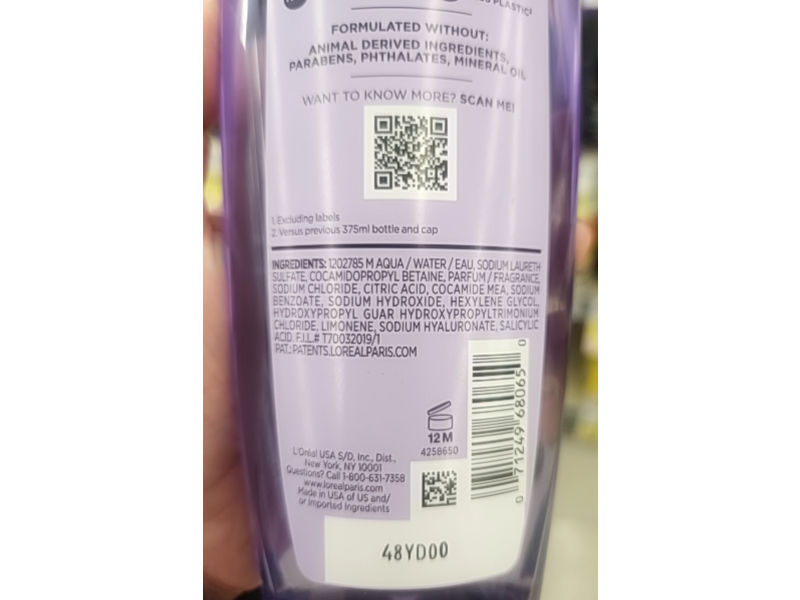 PLASTIC²
FORMULATED WITHOUT:
ANIMAL DERIVED INGREDIENTS,
PARABENS, PHTHALATES, MINERAL OIL
WANT TO KNOW MORE? SCAN ME!
1. Excluding labels
2. Versus previous 375ml bottle and cap
INGREDIENTS: 1202785 M AQUA / WATER / EAU, SODIUM LAURETH
SULFATE, COCAMIDOPROPYL BETAINE, PARFUM / FRAGRANCE,
SODIUM CHLORIDE, CITRIC ACID, COCAMIDE MEA, SODIUM
BENZOATE, SODIUM HYDROXIDE, HEXYLENE GLYCOL,
HYDROXYPROPYL GUAR HYDROXYPROPYLTRIMONIUM
CHLORIDE, LIMONENE, SODIUM HYALURONATE, SALICYLIC
ACID. F.I.L.# T70032019/1
PAT.: PATENTS.LOREALPARIS.COM
12 M
4258650
0 71249 68065 0
L'Oréal USA S/D, Inc., Dist.,
New York, NY 10001
Questions? Call 1-800-631-7358
www.lorealparis.com
Made in USA of US and/
or Imported Ingredients
48YD00